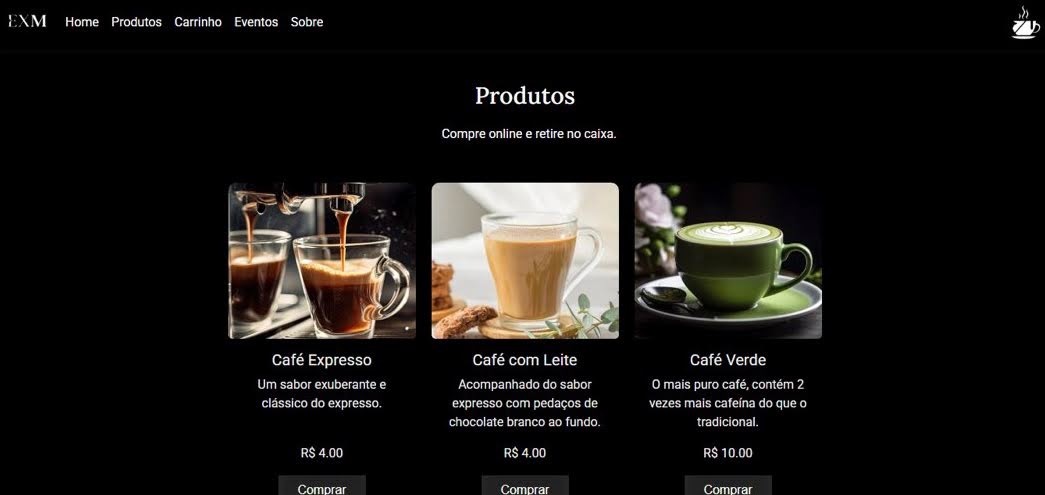 EXM Home Produtos Carrinho Eventos Sobre
Produtos
Compre online e retire no caixa.
Café Expresso
Um sabor exuberante e
clássico do expresso.
R$ 4.00
Comprar
Café com Leite
Acompanhado do sabor
expresso com pedaços de
chocolate branco ao fundo.
R$ 4.00
Comprar
Café Verde
O mais puro café, contém 2
vezes mais cafeína do que o
tradicional.
R$ 10.00
Comprar